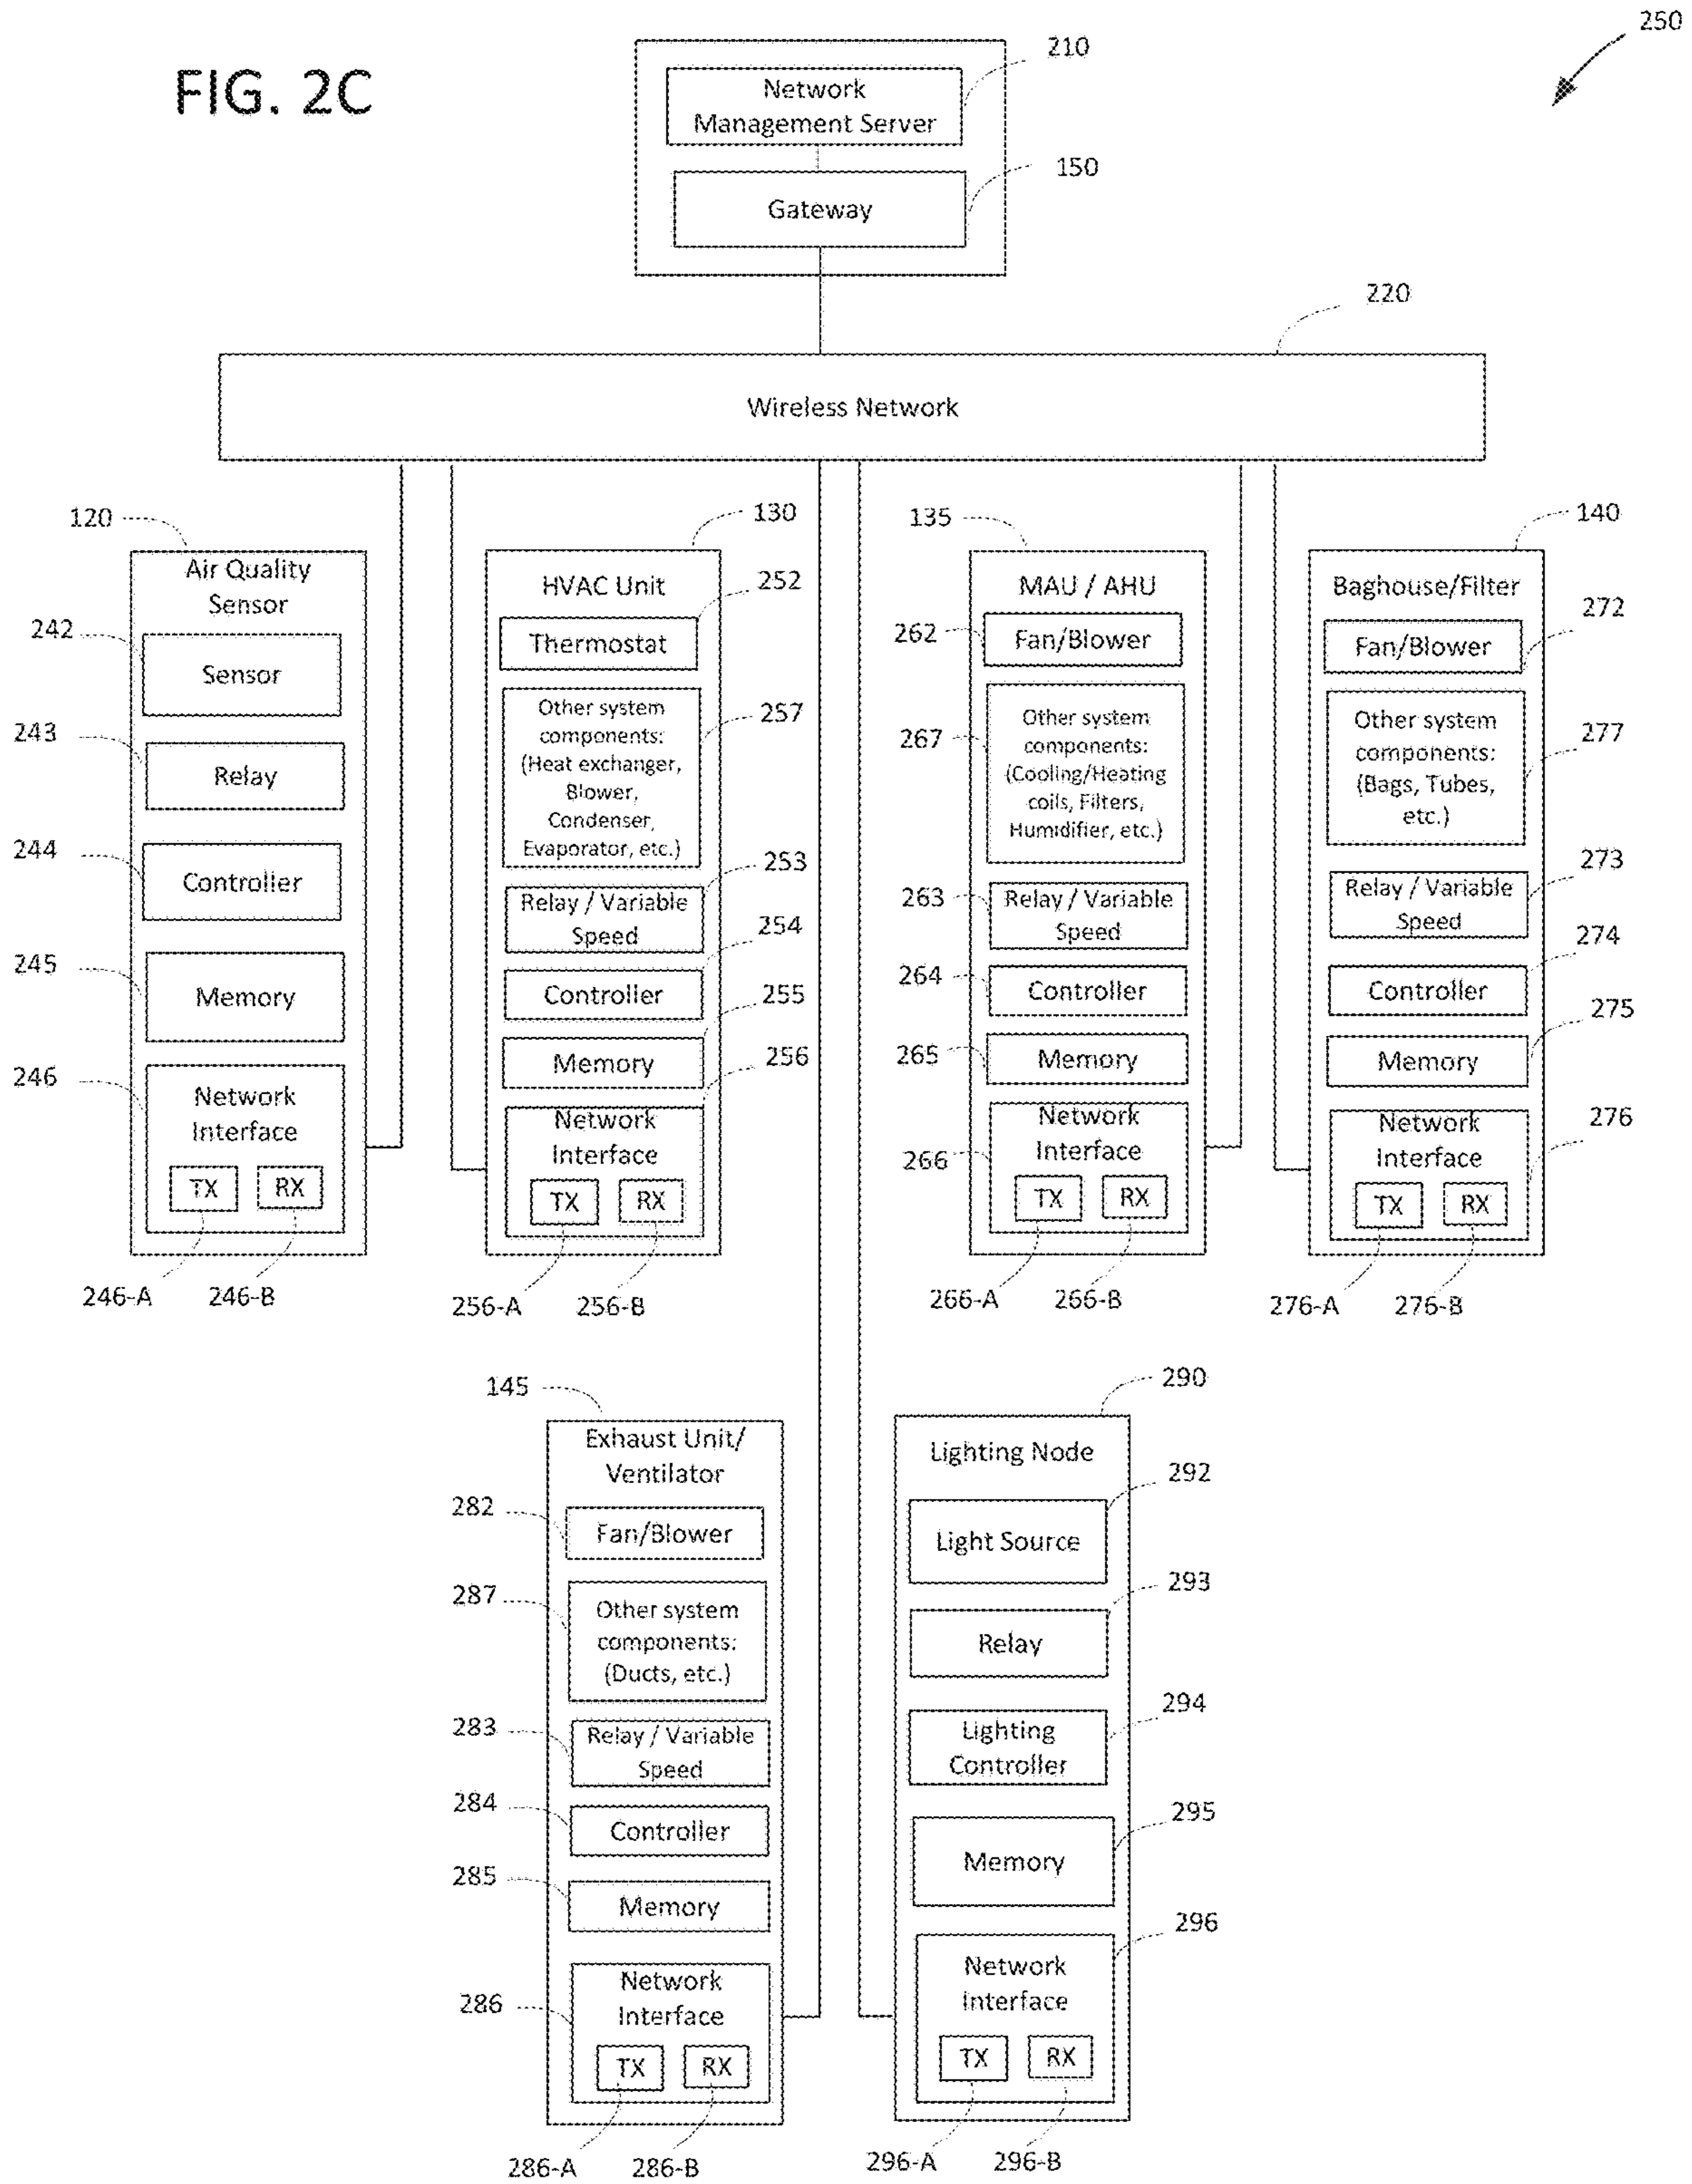 FIG. 2C
250
210
Network
Management Server
150
Gateway
220
Wireless Network
120
Air Quality
Sensor
242
Sensor
243
Relay
244
Controller
245
Memory
246
Network
Interface
TX
RX
246-A
246-B
130
HVAC Unit
252
Thermostat
257
Other system
components:
(Heat exchanger,
Blower,
Condenser,
Evaporator, etc.)
253
Relay / Variable
Speed
254
Controller
255
Memory
256
Network
Interface
TX
RX
256-A
256-B
135
MAU / AHU
262
Fan/Blower
267
Other system
components:
(Cooling/Heating
coils, Filters,
Humidifier, etc.)
263
Relay / Variable
Speed
264
Controller
265
Memory
266
Network
Interface
TX
RX
266-A
266-B
140
Baghouse/Filter
272
Fan/Blower
277
Other system
components:
(Bags, Tubes,
etc.)
273
Relay / Variable
Speed
274
Controller
275
Memory
276
Network
Interface
TX
RX
276-A
276-B
145
Exhaust Unit/
Ventilator
282
Fan/Blower
287
Other system
components:
(Ducts, etc.)
283
Relay / Variable
Speed
284
Controller
285
Memory
286
Network
Interface
TX
RX
286-A
286-B
290
Lighting Node
292
Light Source
293
Relay
294
Lighting
Controller
295
Memory
296
Network
Interface
TX
RX
296-A
296-B